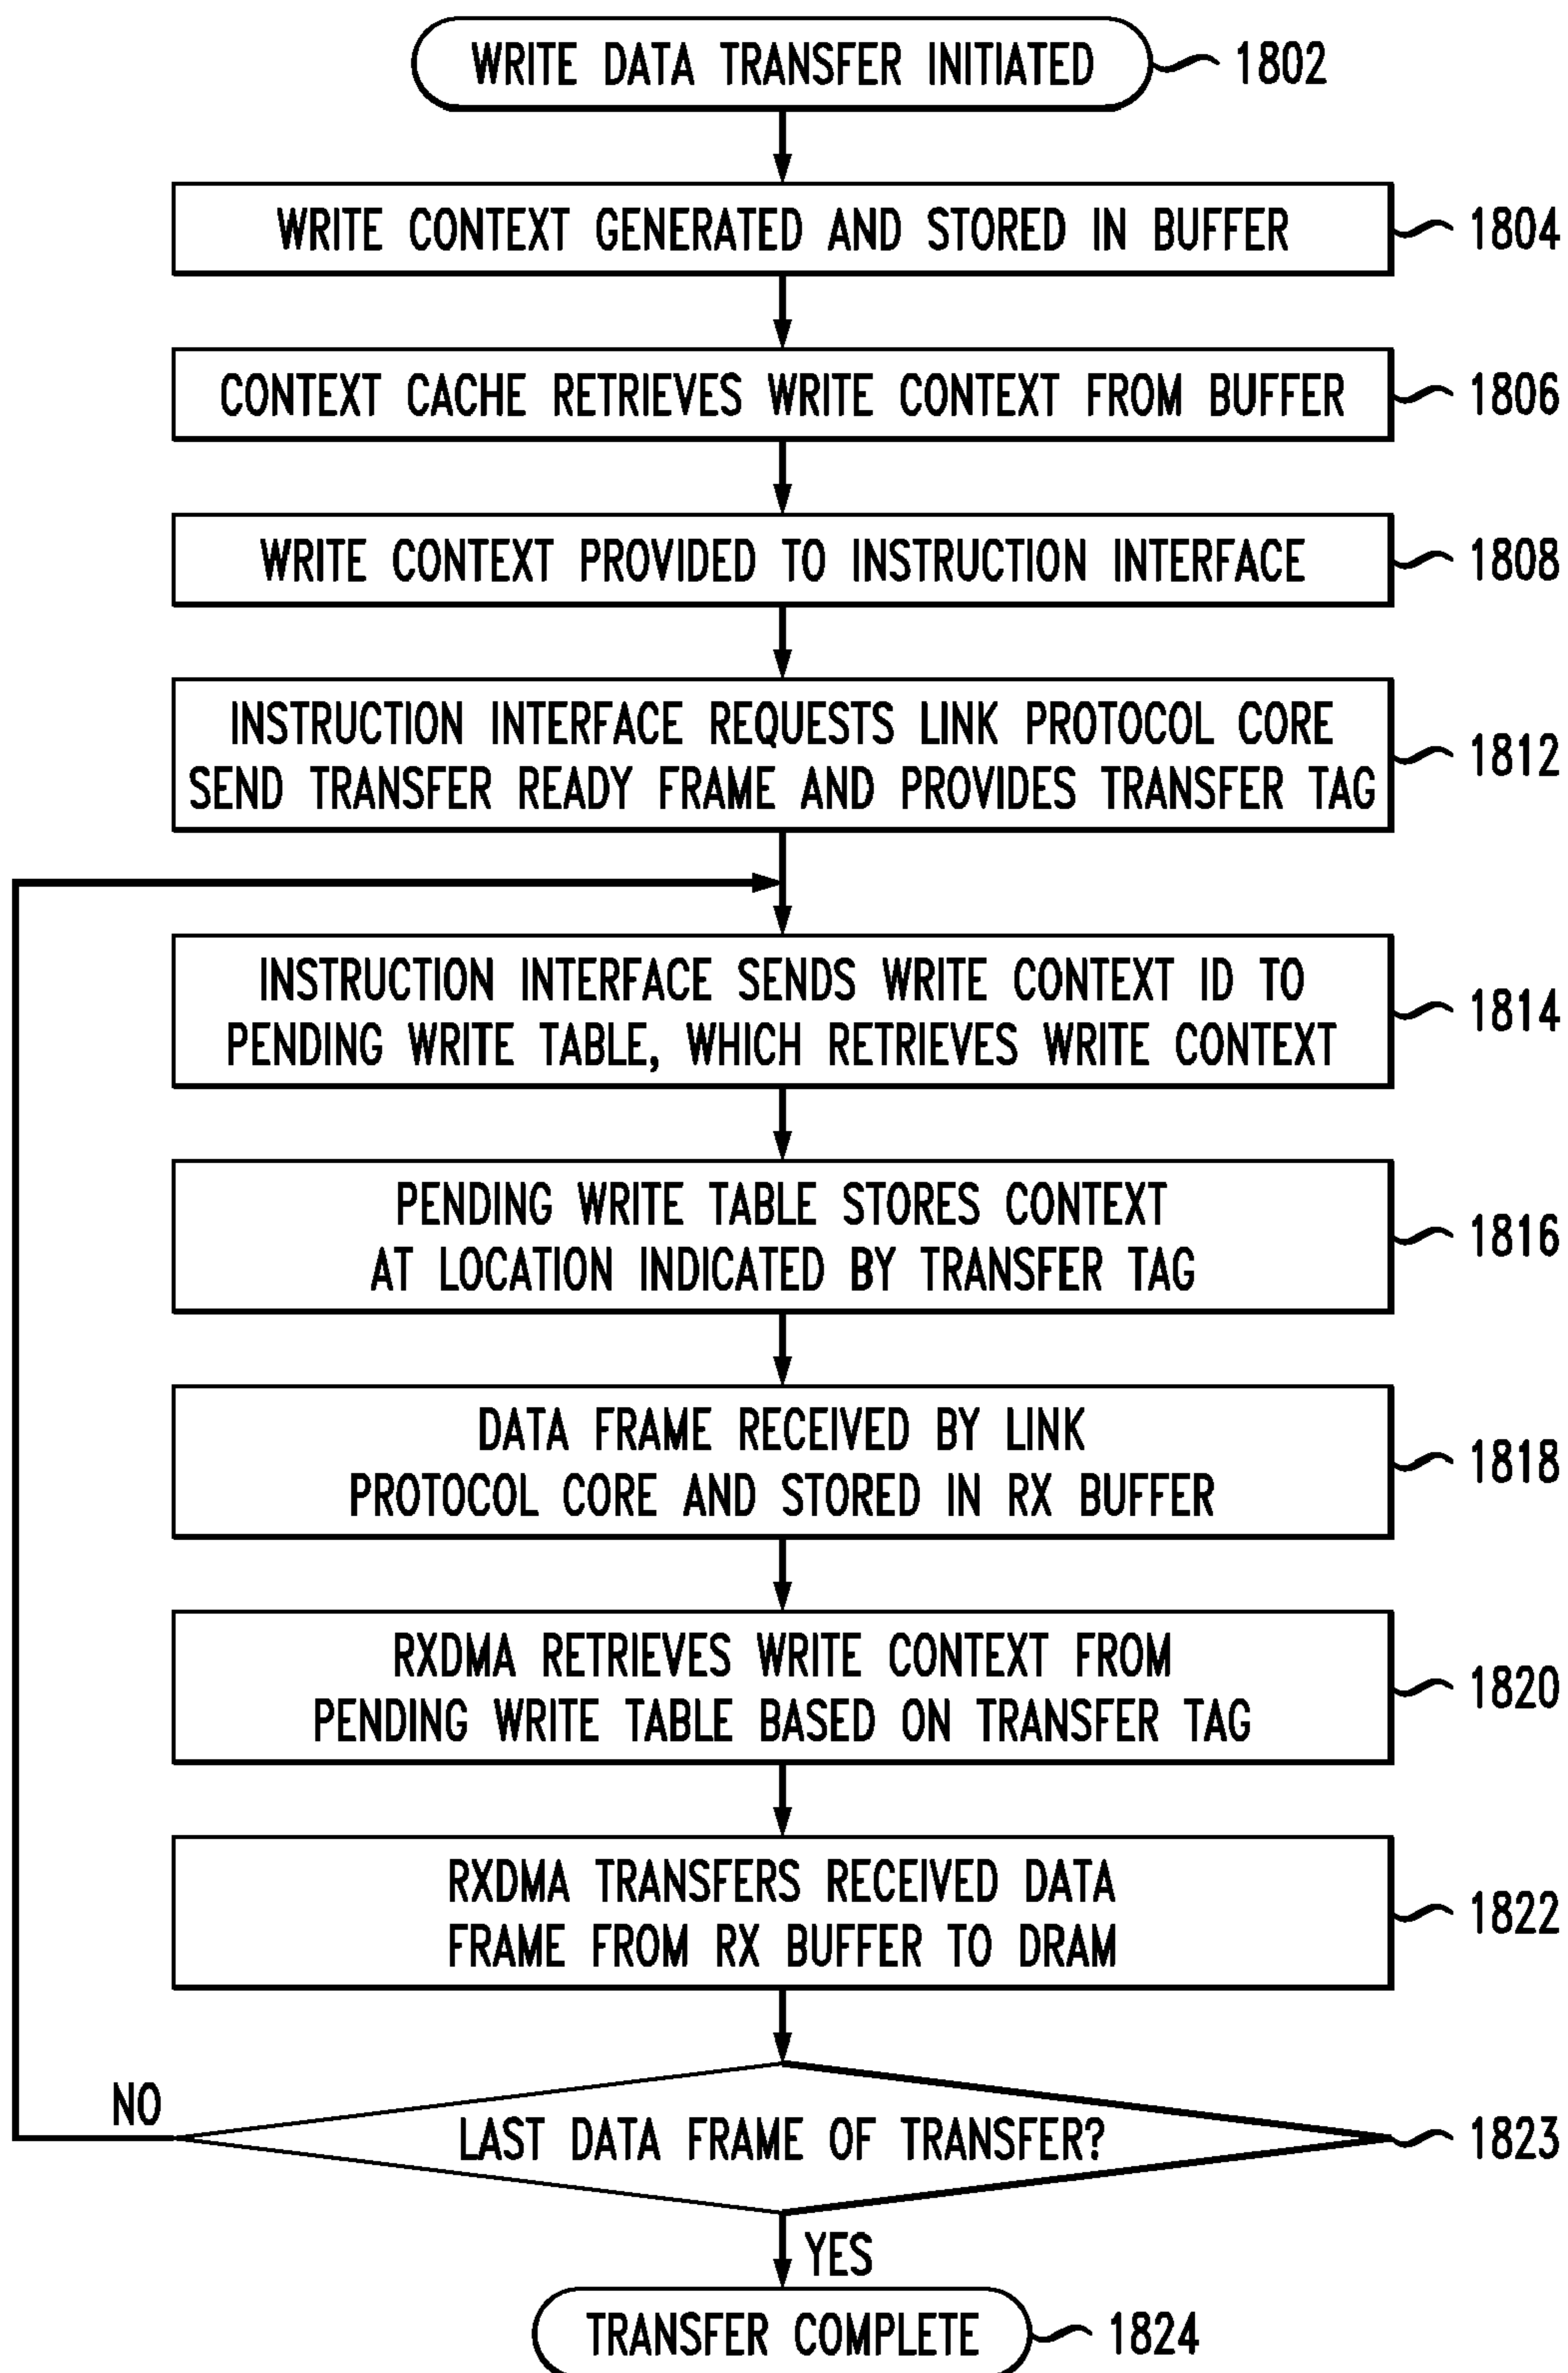 WRITE DATA TRANSFER INITIATED
1802
WRITE CONTEXT GENERATED AND STORED IN BUFFER
1804
CONTEXT CACHE RETRIEVES WRITE CONTEXT FROM BUFFER
1806
WRITE CONTEXT PROVIDED TO INSTRUCTION INTERFACE
1808
INSTRUCTION INTERFACE REQUESTS LINK PROTOCOL CORE
SEND TRANSFER READY FRAME AND PROVIDES TRANSFER TAG
1812
INSTRUCTION INTERFACE SENDS WRITE CONTEXT ID TO
PENDING WRITE TABLE, WHICH RETRIEVES WRITE CONTEXT
1814
PENDING WRITE TABLE STORES CONTEXT
AT LOCATION INDICATED BY TRANSFER TAG
1816
DATA FRAME RECEIVED BY LINK
PROTOCOL CORE AND STORED IN RX BUFFER
1818
RXDMA RETRIEVES WRITE CONTEXT FROM
PENDING WRITE TABLE BASED ON TRANSFER TAG
1820
RXDMA TRANSFERS RECEIVED DATA
FRAME FROM RX BUFFER TO DRAM
1822
NO
LAST DATA FRAME OF TRANSFER?
1823
YES
TRANSFER COMPLETE
1824